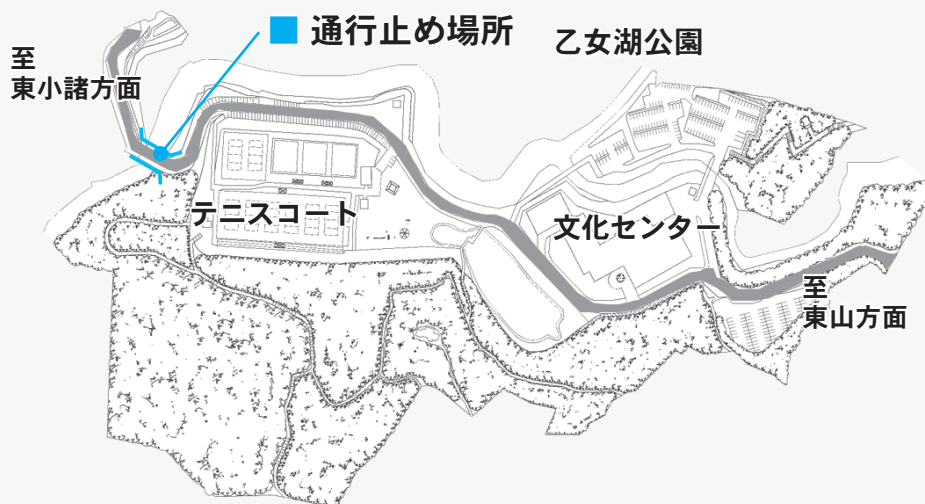 通行止め場所
乙女湖公園
至
東小諸方面
テニスコート
文化センター
至
東山方面